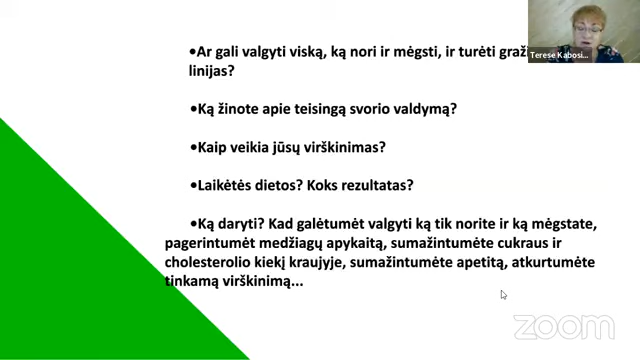 •Ar gali valgyti viską, ką nori ir mėgsti, ir turėti
linijas?
•Ką žinote apie teisingą svorio valdymą?
•Kaip veikia jūsų virškinimas?
•Laikėtės dietos? Koks rezultatas?
•Ką daryti? Kad galėtumėt valgyti ką tik norite ir ką mėgstate,
pagerintumėt medžiagų apykaitą, sumažintumėte cukraus ir
cholesterolio kiekį kraujyje, sumažintumėte apetitą, atkurtumėte
tinkamą virškinimą...
Terese Kabosi...
zoom